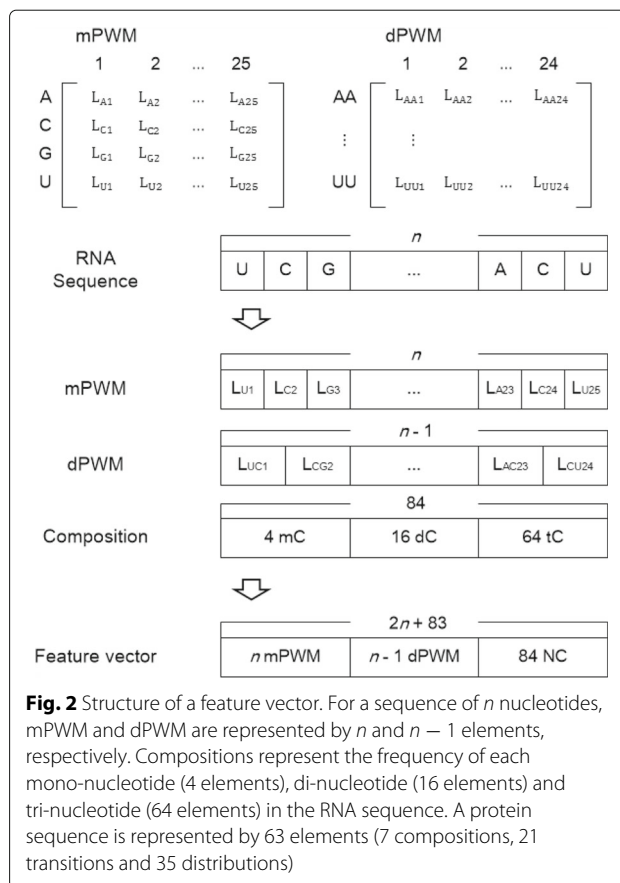 mPWM dPWM
1 2 ... 25 1 2 ... 24
A L_A1 L_A2 ... L_A25 AA L_AA1 L_AA2 ... L_AA24
C L_C1 L_C2 ... L_C25 ⋮ ⋮
G L_G1 L_G2 ... L_G25
U L_U1 L_U2 ... L_U25 UU L_UU1 L_UU2 ... L_UU24
n
RNA Sequence U C G ... A C U
n
mPWM L_U1 L_C2 L_G3 ... L_A23 L_C24 L_U25
n - 1
dPWM L_UC1 L_CG2 ... L_AC23 L_CU24
84
Composition 4 mC 16 dC 64 tC
2n + 83
Feature vector n mPWM n - 1 dPWM 84 NC
Fig. 2 Structure of a feature vector. For a sequence of n nucleotides,
mPWM and dPWM are represented by n and n − 1 elements,
respectively. Compositions represent the frequency of each
mono-nucleotide (4 elements), di-nucleotide (16 elements) and
tri-nucleotide (64 elements) in the RNA sequence. A protein
sequence is represented by 63 elements (7 compositions, 21
transitions and 35 distributions)